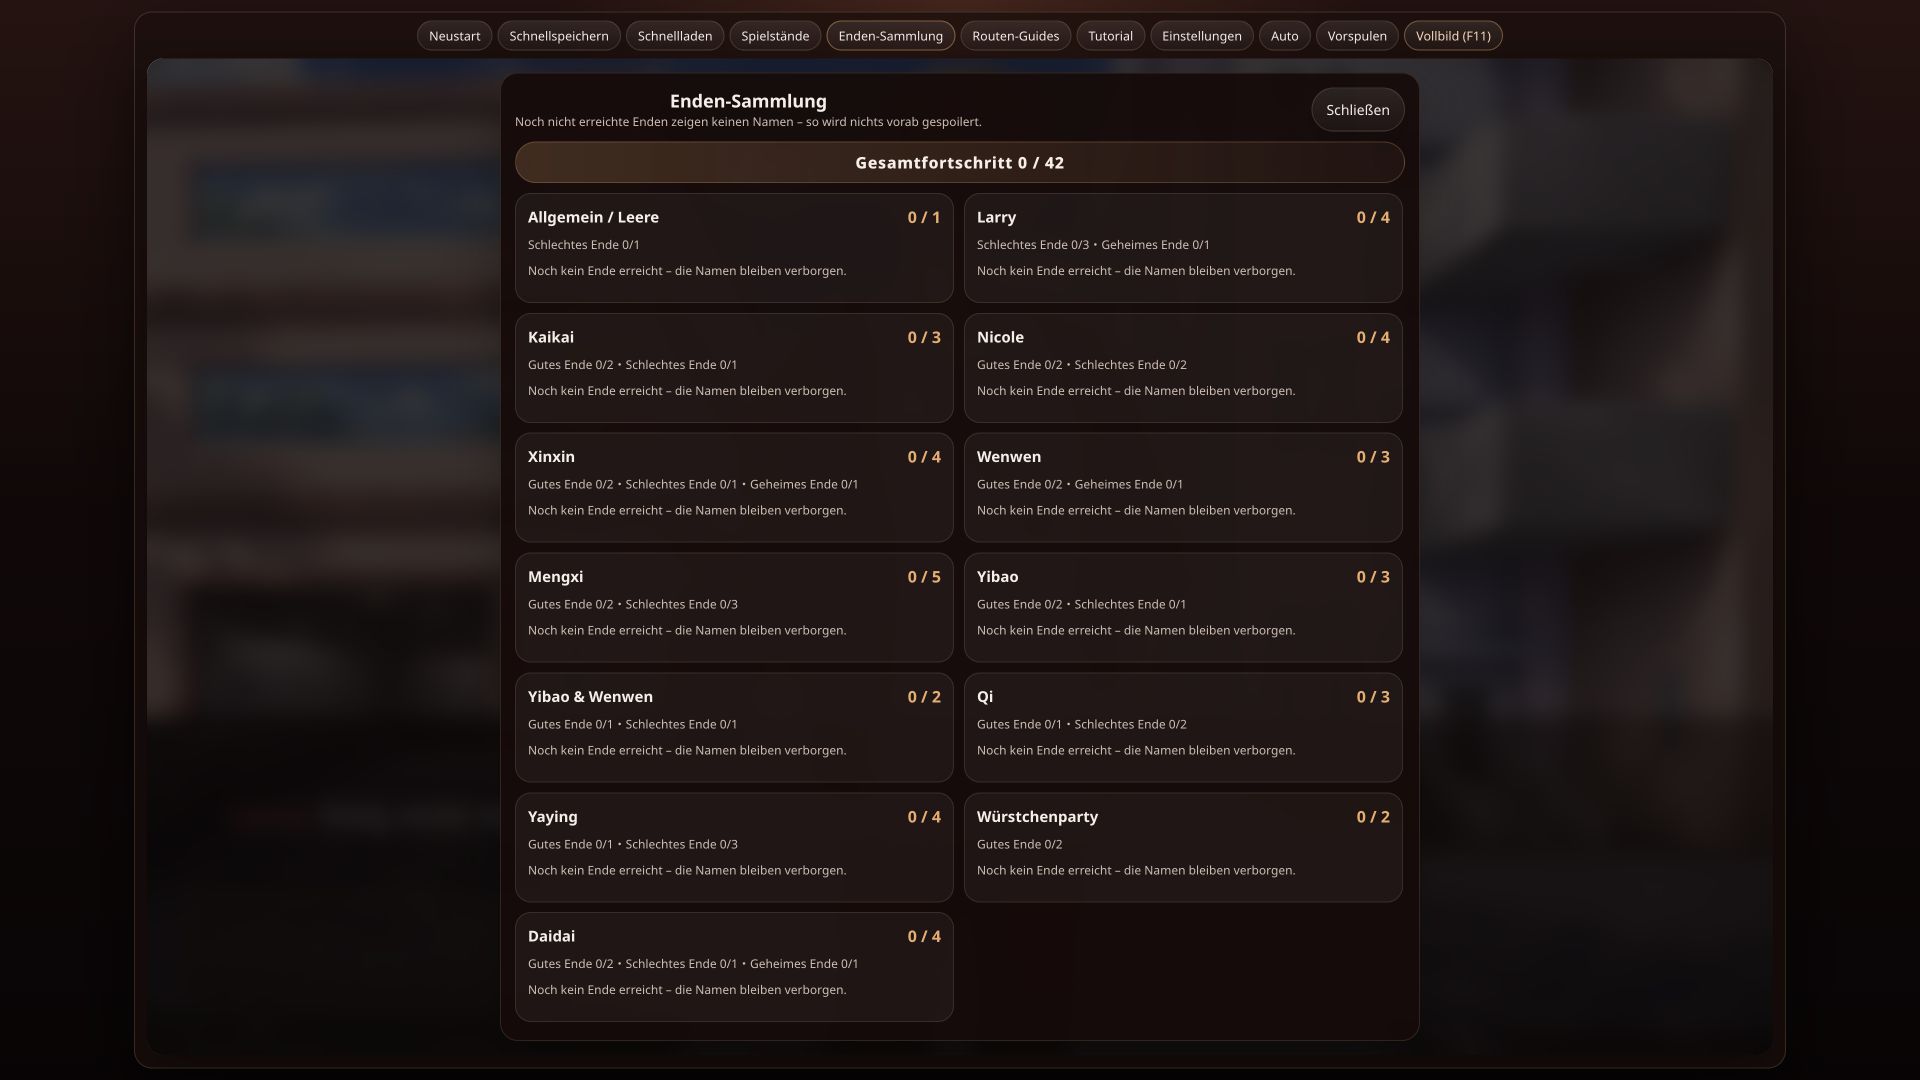 Neustart
Schnellspeichern
Schnellladen
Spielstände
Enden-Sammlung
Routen-Guides
Tutorial
Einstellungen
Auto
Vorspulen
Vollbild (F11)
Enden-Sammlung
Noch nicht erreichte Enden zeigen keinen Namen – so wird nichts vorab gespoilert.
Schließen
Gesamtfortschritt 0 / 42
Allgemein / Leere 0 / 1
Schlechtes Ende 0/1
Noch kein Ende erreicht – die Namen bleiben verborgen.
Larry 0 / 4
Schlechtes Ende 0/3 • Geheimes Ende 0/1
Noch kein Ende erreicht – die Namen bleiben verborgen.
Kaikai 0 / 3
Gutes Ende 0/2 • Schlechtes Ende 0/1
Noch kein Ende erreicht – die Namen bleiben verborgen.
Nicole 0 / 4
Gutes Ende 0/2 • Schlechtes Ende 0/2
Noch kein Ende erreicht – die Namen bleiben verborgen.
Xinxin 0 / 4
Gutes Ende 0/2 • Schlechtes Ende 0/1 • Geheimes Ende 0/1
Noch kein Ende erreicht – die Namen bleiben verborgen.
Wenwen 0 / 3
Gutes Ende 0/2 • Geheimes Ende 0/1
Noch kein Ende erreicht – die Namen bleiben verborgen.
Mengxi 0 / 5
Gutes Ende 0/2 • Schlechtes Ende 0/3
Noch kein Ende erreicht – die Namen bleiben verborgen.
Yibao 0 / 3
Gutes Ende 0/2 • Schlechtes Ende 0/1
Noch kein Ende erreicht – die Namen bleiben verborgen.
Yibao & Wenwen 0 / 2
Gutes Ende 0/1 • Schlechtes Ende 0/1
Noch kein Ende erreicht – die Namen bleiben verborgen.
Qi 0 / 3
Gutes Ende 0/1 • Schlechtes Ende 0/2
Noch kein Ende erreicht – die Namen bleiben verborgen.
Yaying 0 / 4
Gutes Ende 0/1 • Schlechtes Ende 0/3
Noch kein Ende erreicht – die Namen bleiben verborgen.
Würstchenparty 0 / 2
Gutes Ende 0/2
Noch kein Ende erreicht – die Namen bleiben verborgen.
Daidai 0 / 4
Gutes Ende 0/2 • Schlechtes Ende 0/1 • Geheimes Ende 0/1
Noch kein Ende erreicht – die Namen bleiben verborgen.